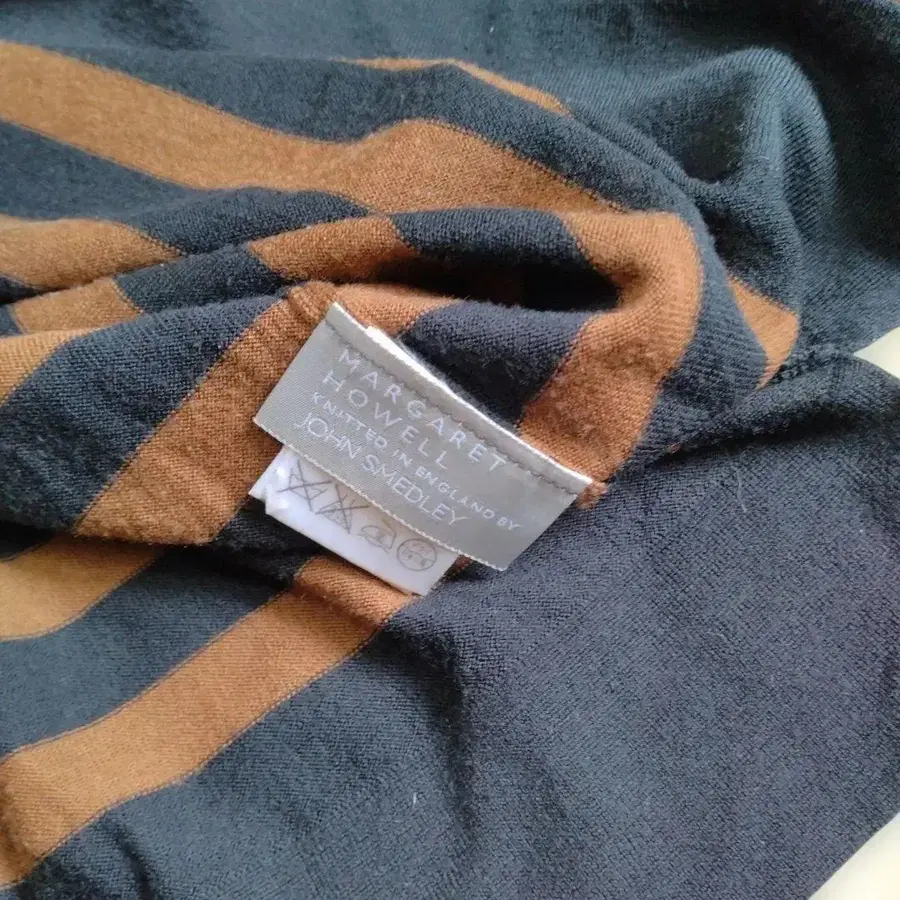 MARGARET
HOWELL
KNITTED IN ENGLAND BY
JOHN SMEDLEY